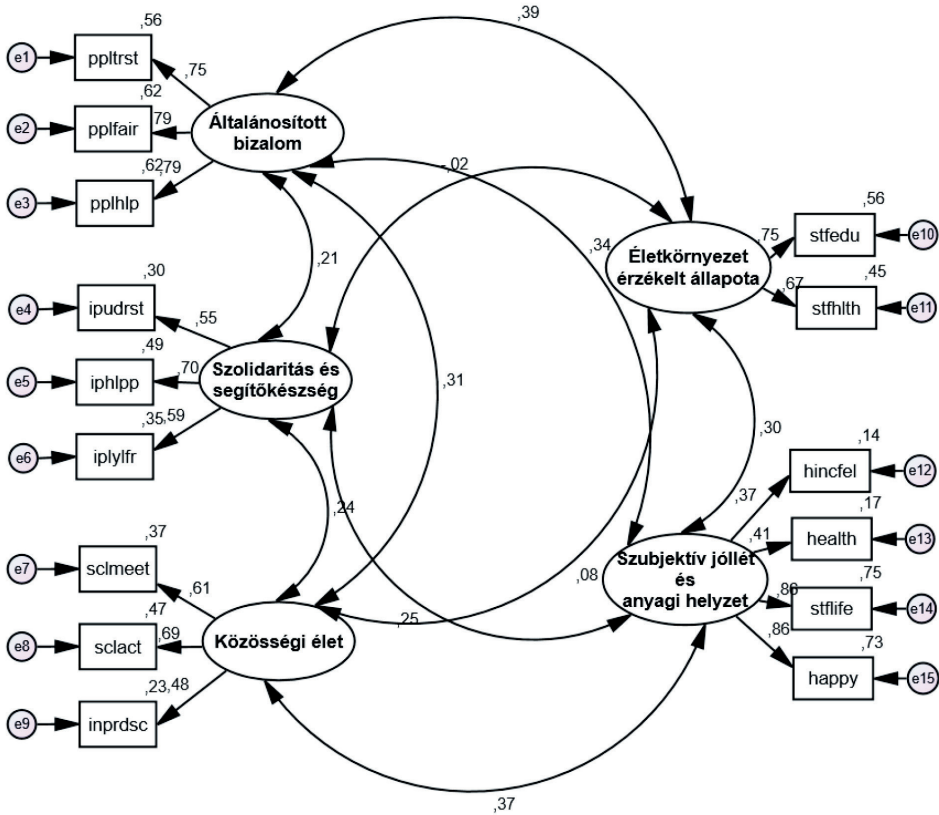 ,39
,56
e1
ppltrst
,75
,62
e2
pplfair
,79
Általánosított
bizalom
,62
,79
e3
pplhlp
-,02
,21
,34
,56
,75
stfedu
e10
Életkörnyezet
érzékelt állapota
,67
,45
stfhlth
e11
,30
e4
ipudrst
,55
,49
e5
iphlpp
,70
Szolidaritás és
segítőkészség
,31
,35
,59
e6
iplylfr
,30
,14
hincfel
e12
,37
,24
,17
health
e13
,41
,37
e7
sclmeet
,61
Szubjektív jóllét
és
anyagi helyzet
,08
,75
,86
stflife
e14
,47
e8
sclact
,69
Közösségi élet
,25
,86
,73
happy
e15
,23
,48
e9
inprdsc
,37